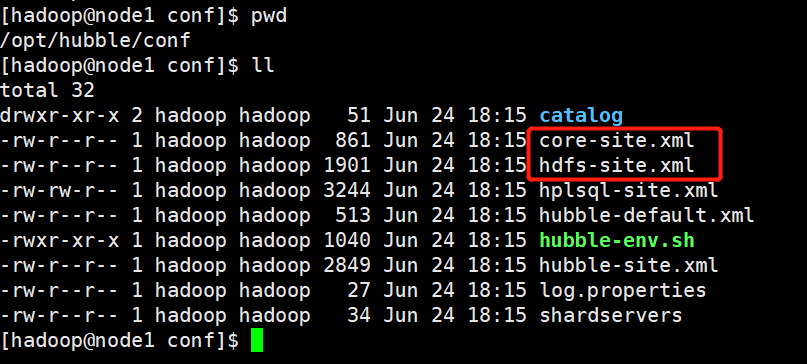 [hadoop@node1 conf]$ pwd
/opt/hubble/conf
[hadoop@node1 conf]$ ll
total 32
drwxr-xr-x 2 hadoop hadoop   51 Jun 24 18:15 catalog
-rw-r--r-- 1 hadoop hadoop  861 Jun 24 18:15 core-site.xml
-rw-r--r-- 1 hadoop hadoop 1901 Jun 24 18:15 hdfs-site.xml
-rw-rw-r-- 1 hadoop hadoop 3244 Jun 24 18:15 hplsql-site.xml
-rw-r--r-- 1 hadoop hadoop  513 Jun 24 18:15 hubble-default.xml
-rwxr-xr-x 1 hadoop hadoop 1040 Jun 24 18:15 hubble-env.sh
-rw-r--r-- 1 hadoop hadoop 2849 Jun 24 18:15 hubble-site.xml
-rw-r--r-- 1 hadoop hadoop   27 Jun 24 18:15 log.properties
-rw-r--r-- 1 hadoop hadoop   34 Jun 24 18:15 shardservers
[hadoop@node1 conf]$